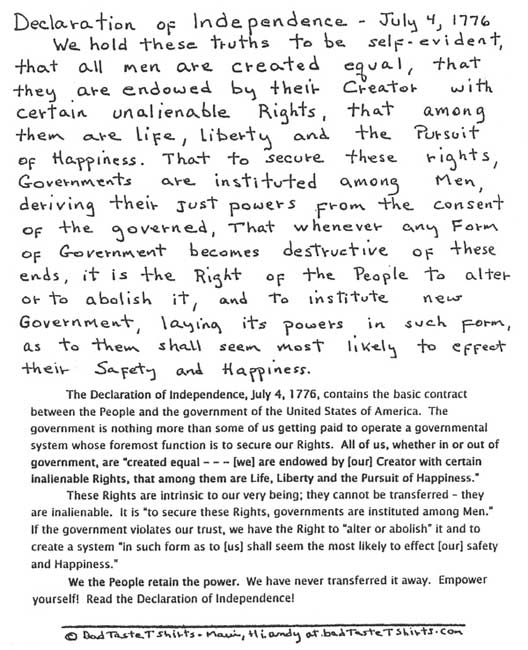 Declaration of Independence - July 4, 1776
We hold these truths to be self-evident,
that all men are created equal, that
they are endowed by their Creator with
certain unalienable Rights, that among
them are life, liberty and the Pursuit
of Happiness. That to secure these rights,
Governments are instituted among Men,
deriving their just powers from the consent
of the governed, That whenever any Form
of Government becomes destructive of these
ends, it is the Right of the People to alter
or to abolish it, and to institute new
Government, laying its powers in such form,
as to them shall seem most likely to effect
their Safety and Happiness.
The Declaration of Independence, July 4, 1776, contains the basic contract
between the People and the government of the United States of America. The
government is nothing more than some of us getting paid to operate a governmental
system whose foremost function is to secure our Rights. All of us, whether in or out of
government, are "created equal - - - [we] are endowed by [our] Creator with certain
inalienable Rights, that among them are Life, Liberty and the Pursuit of Happiness."
These Rights are intrinsic to our very being; they cannot be transferred - they
are inalienable. It is "to secure these Rights, governments are instituted among Men."
If the government violates our trust, we have the Right to "alter or abolish" it and to
create a system "in such form as to [us] shall seem the most likely to effect [our] safety
and Happiness."
We the People retain the power. We have never transferred it away. Empower
yourself! Read the Declaration of Independence!
© BadTasteTShirts - Maui, HI andy at.badTasteTShirts.com